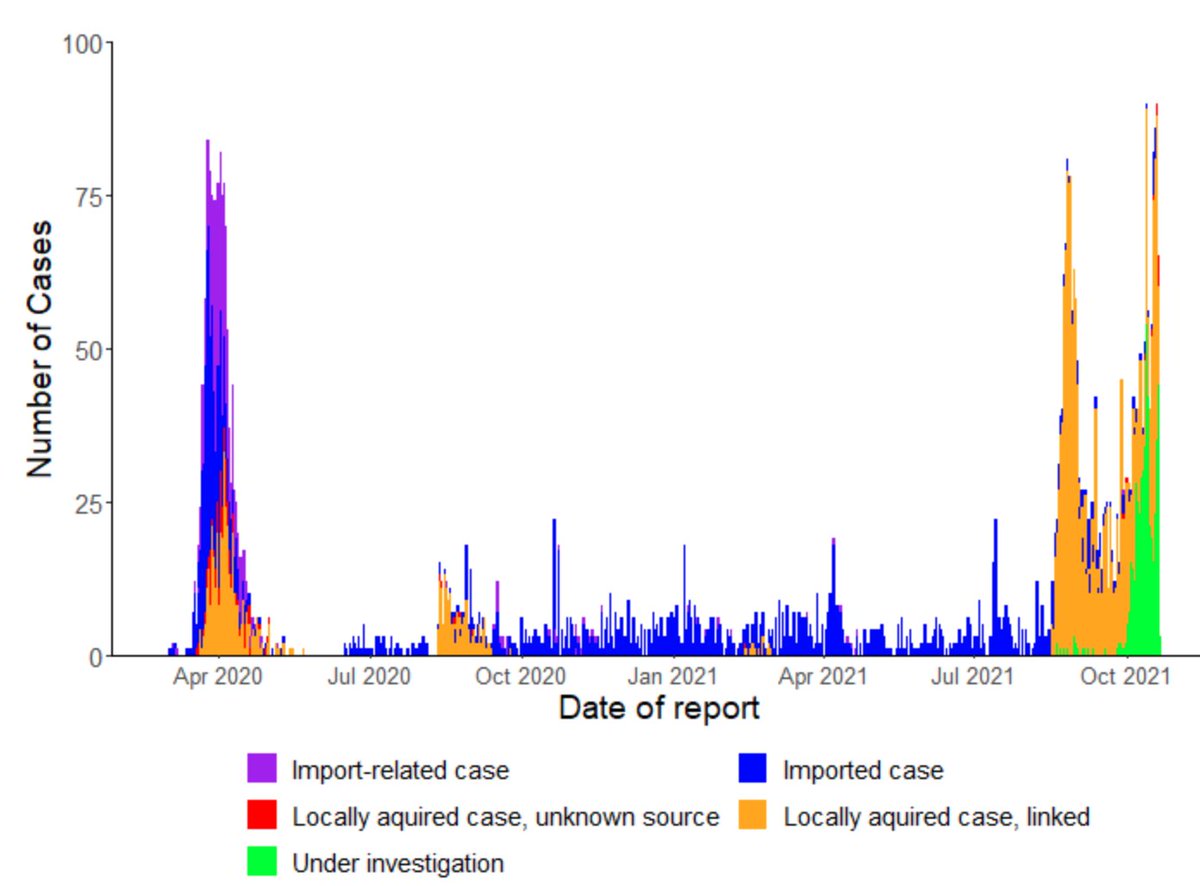 100
75
50
25
0
Number of Cases
Apr 2020 Jul 2020 Oct 2020 Jan 2021 Apr 2021 Jul 2021 Oct 2021
Date of report
Import-related case Imported case
Locally aquired case, unknown source Locally aquired case, linked
Under investigation